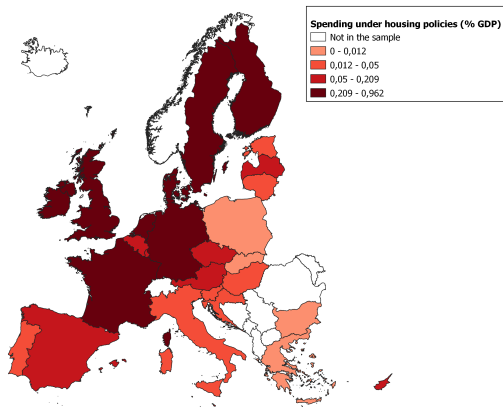 Spending under housing policies (% GDP)
Not in the sample
0 - 0,012
0,012 - 0,05
0,05 - 0,209
0,209 - 0,962